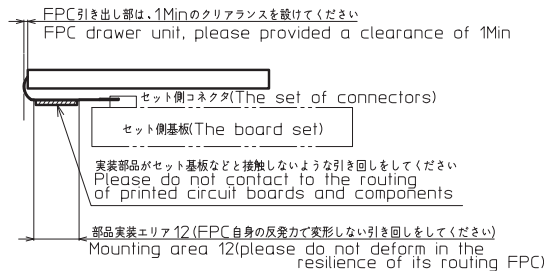 FPC引き出し部は、1Minのクリアランスを設けてください
FPC drawer unit, please provided a clearance of 1Min
セット側コネクタ(The set of connectors)
セット側基板(The board set)
実装部品がセット基板などと接触しないような引き回しをしてください
Please do not contact to the routing
of printed circuit boards and components
部品実装エリア12(FPC自身の反発力で変形しない引き回しをしてください)
Mounting area 12(please do not deform in the
resilience of its routing FPC)